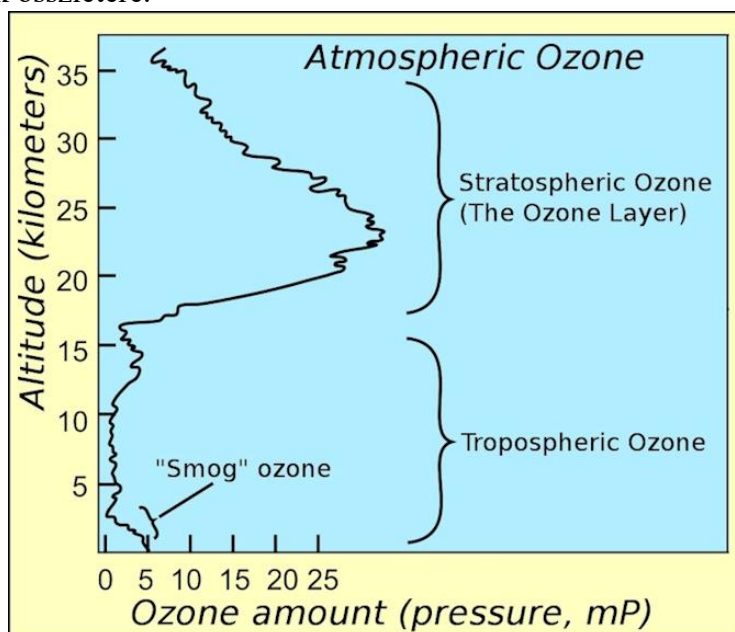 Atmospheric Ozone
Altitude (kilometers)
35
30
25
20
15
10
5
Stratospheric Ozone
(The Ozone Layer)
Tropospheric Ozone
"Smog" ozone
0 5 10 15 20 25
Ozone amount (pressure, mP)